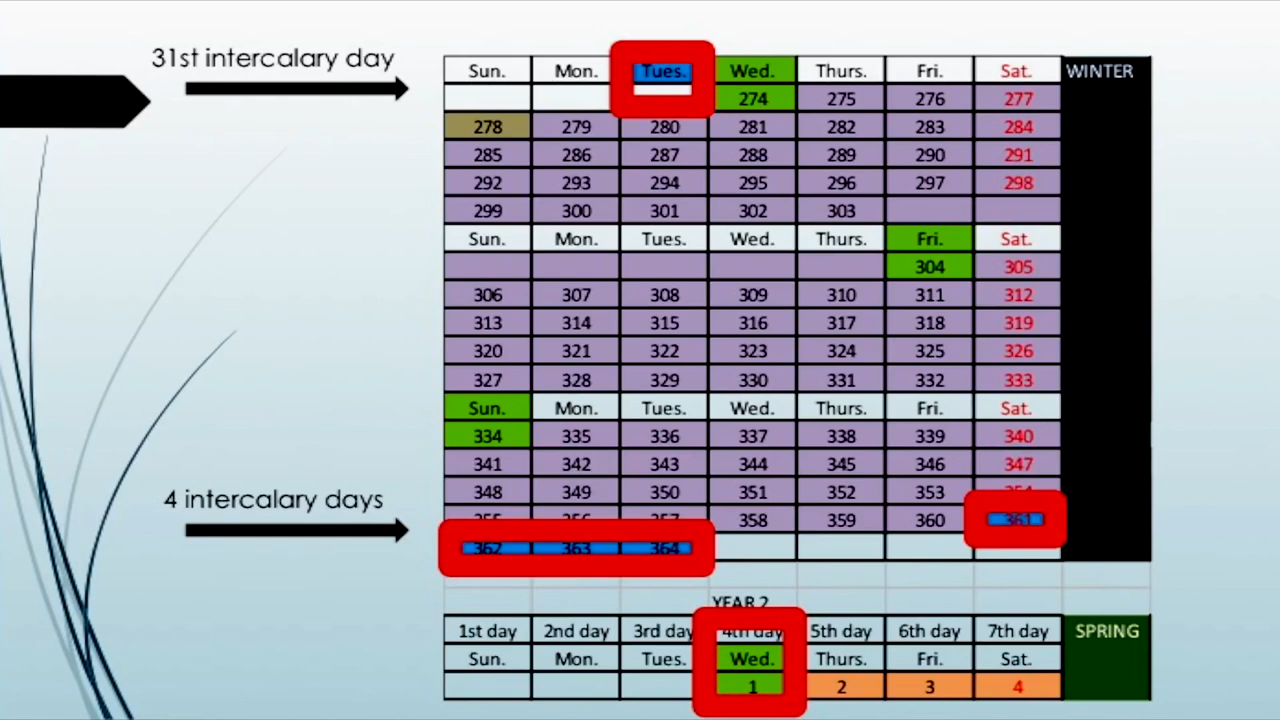 31st intercalary day
Sun. Mon. Tues. Wed. Thurs. Fri. Sat. WINTER
274 275 276 277
278 279 280 281 282 283 284
285 286 287 288 289 290 291
292 293 294 295 296 297 298
299 300 301 302 303
Sun. Mon. Tues. Wed. Thurs. Fri. Sat.
304 305
306 307 308 309 310 311 312
313 314 315 316 317 318 319
320 321 322 323 324 325 326
327 328 329 330 331 332 333
Sun. Mon. Tues. Wed. Thurs. Fri. Sat.
334 335 336 337 338 339 340
341 342 343 344 345 346 347
4 intercalary days
348 349 350 351 352 353 354
355 356 357 358 359 360 361
362 363 364
YEAR 2
1st day 2nd day 3rd day 4th day 5th day 6th day 7th day SPRING
Sun. Mon. Tues. Wed. Thurs. Fri. Sat.
1 2 3 4